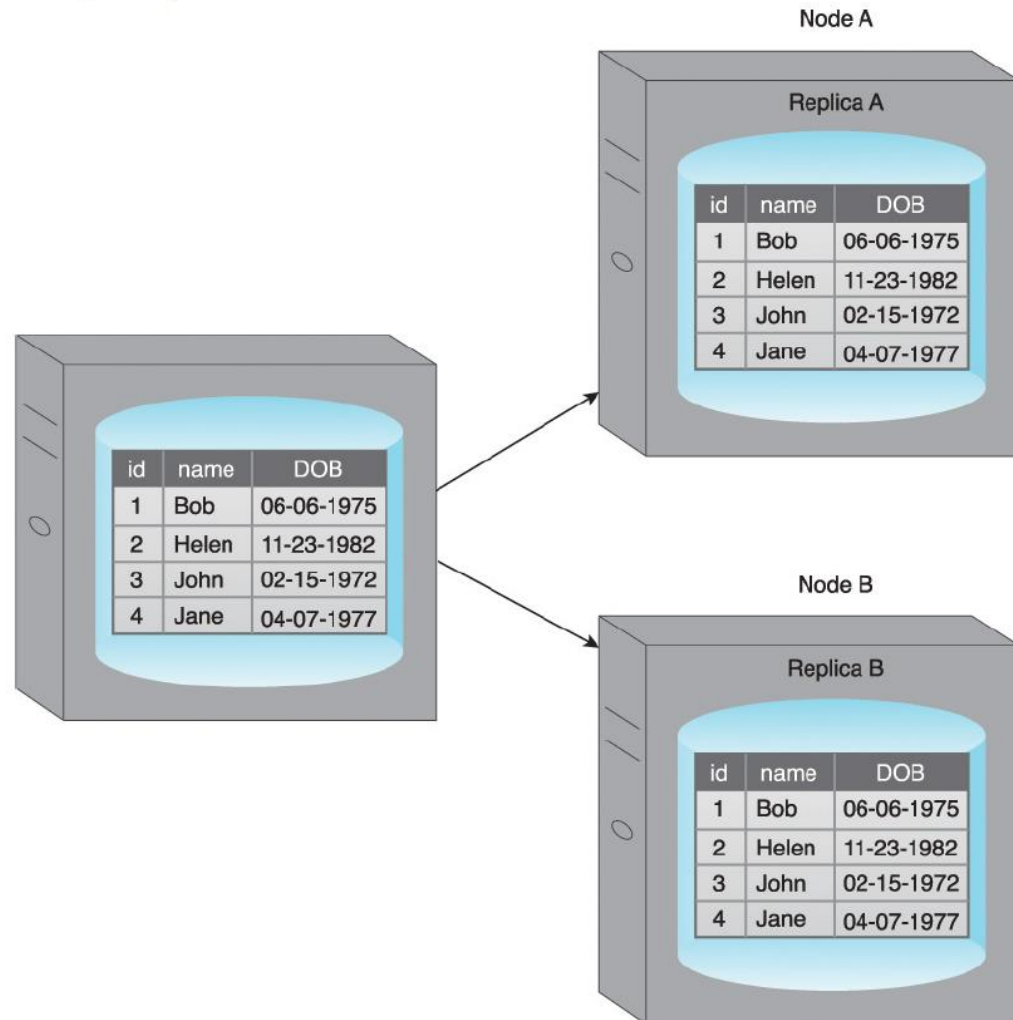 Node A
Replica A
id name DOB
1 Bob 06-06-1975
2 Helen 11-23-1982
3 John 02-15-1972
4 Jane 04-07-1977
id name DOB
1 Bob 06-06-1975
2 Helen 11-23-1982
3 John 02-15-1972
4 Jane 04-07-1977
Node B
Replica B
id name DOB
1 Bob 06-06-1975
2 Helen 11-23-1982
3 John 02-15-1972
4 Jane 04-07-1977